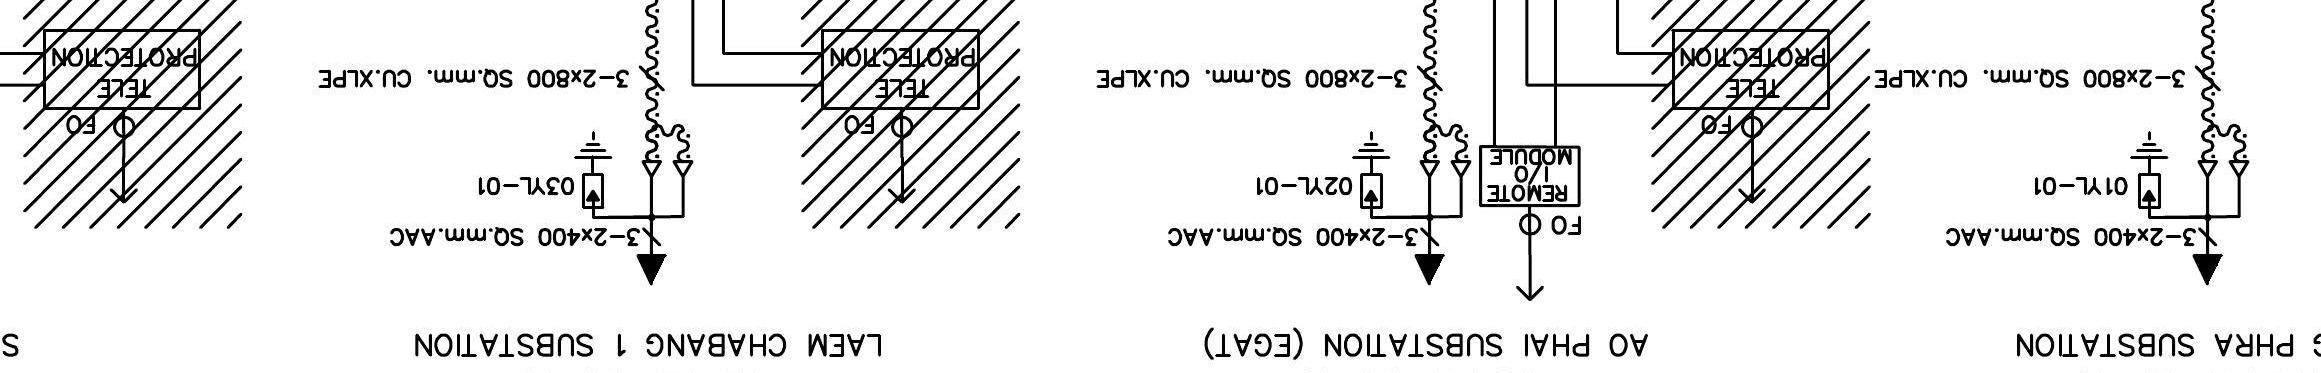 PHRA SUBSTATION
AO PHAI SUBSTATION (EGAT)
LAEM CHABANG 1 SUBSTATION
S
3-2x400 SQ.mm.AAC
01YL-01
3-2x800 SQ.mm. CU.XLPE
FO
TELE
PROTECTION
FO
REMOTE
I/O
MODULE
3-2x400 SQ.mm.AAC
02YL-01
3-2x800 SQ.mm. CU.XLPE
FO
TELE
PROTECTION
3-2x400 SQ.mm.AAC
03YL-01
3-2x800 SQ.mm. CU.XLPE
FO
TELE
PROTECTION